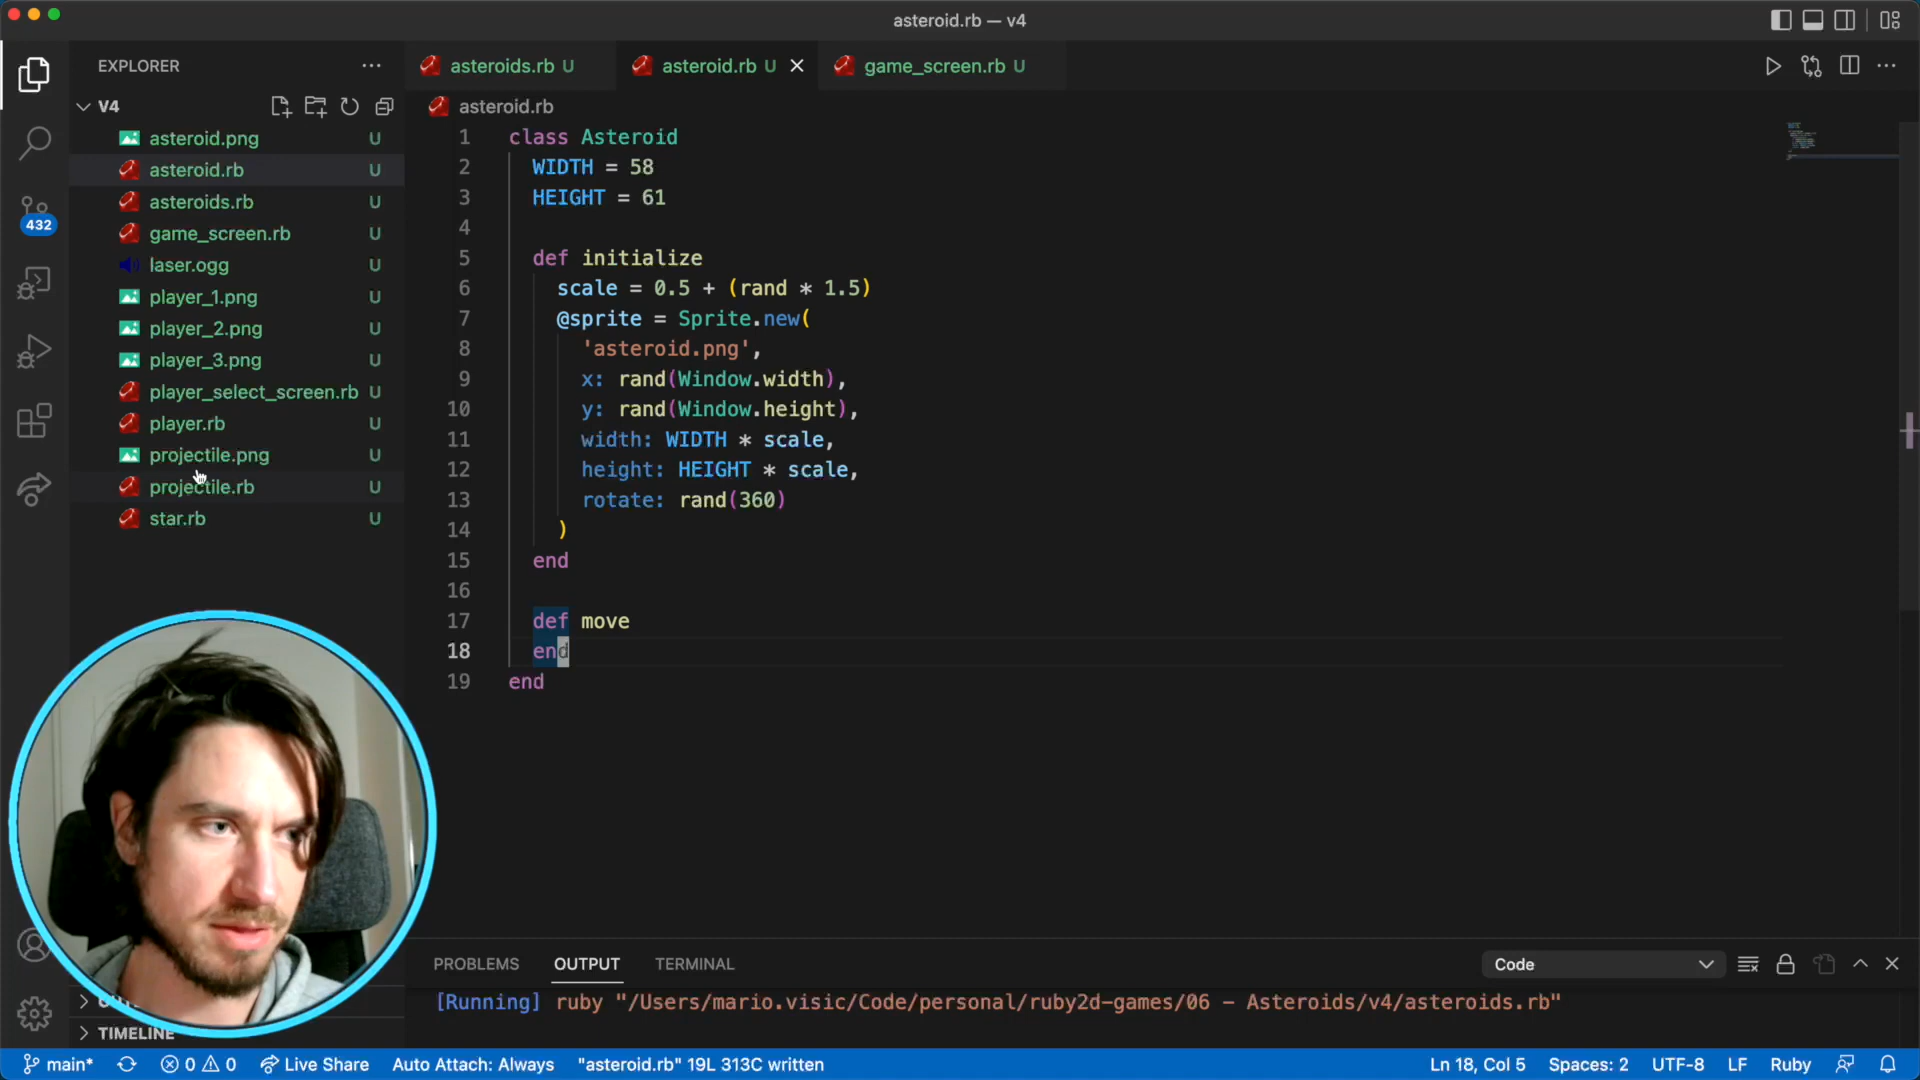 asteroid.rb — v4
EXPLORER
V4
asteroid.png U
asteroid.rb U
asteroids.rb U
game_screen.rb U
laser.ogg U
player_1.png U
player_2.png U
player_3.png U
player_select_screen.rb U
player.rb U
projectile.png U
projectile.rb U
star.rb U
432
TIMELINE
asteroids.rb U
asteroid.rb U
game_screen.rb U
asteroid.rb
1 class Asteroid
2 WIDTH = 58
3 HEIGHT = 61
4
5 def initialize
6 scale = 0.5 + (rand * 1.5)
7 @sprite = Sprite.new(
8 'asteroid.png',
9 x: rand(Window.width),
10 y: rand(Window.height),
11 width: WIDTH * scale,
12 height: HEIGHT * scale,
13 rotate: rand(360)
14 )
15 end
16
17 def move
18 end
19 end
PROBLEMS OUTPUT TERMINAL
Code
[Running] ruby "/Users/mario.visic/Code/personal/ruby2d-games/06 - Asteroids/v4/asteroids.rb"
main* 0 0 Live Share Auto Attach: Always "asteroid.rb" 19L 313C written Ln 18, Col 5 Spaces: 2 UTF-8 LF Ruby